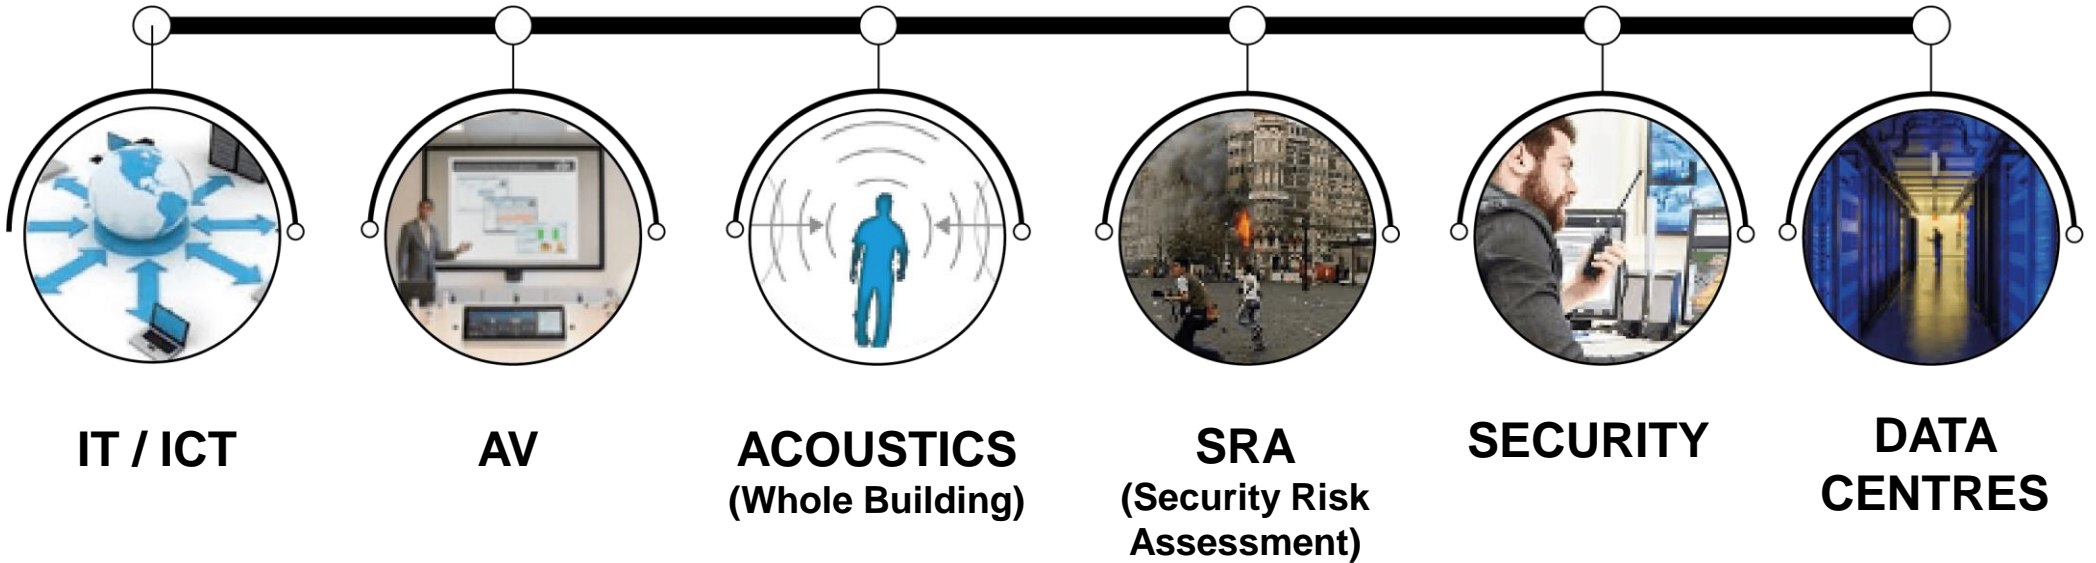 IT / ICT
AV
ACOUSTICS
(Whole Building)
SRA
(Security Risk
Assessment)
SECURITY
DATA
CENTRES